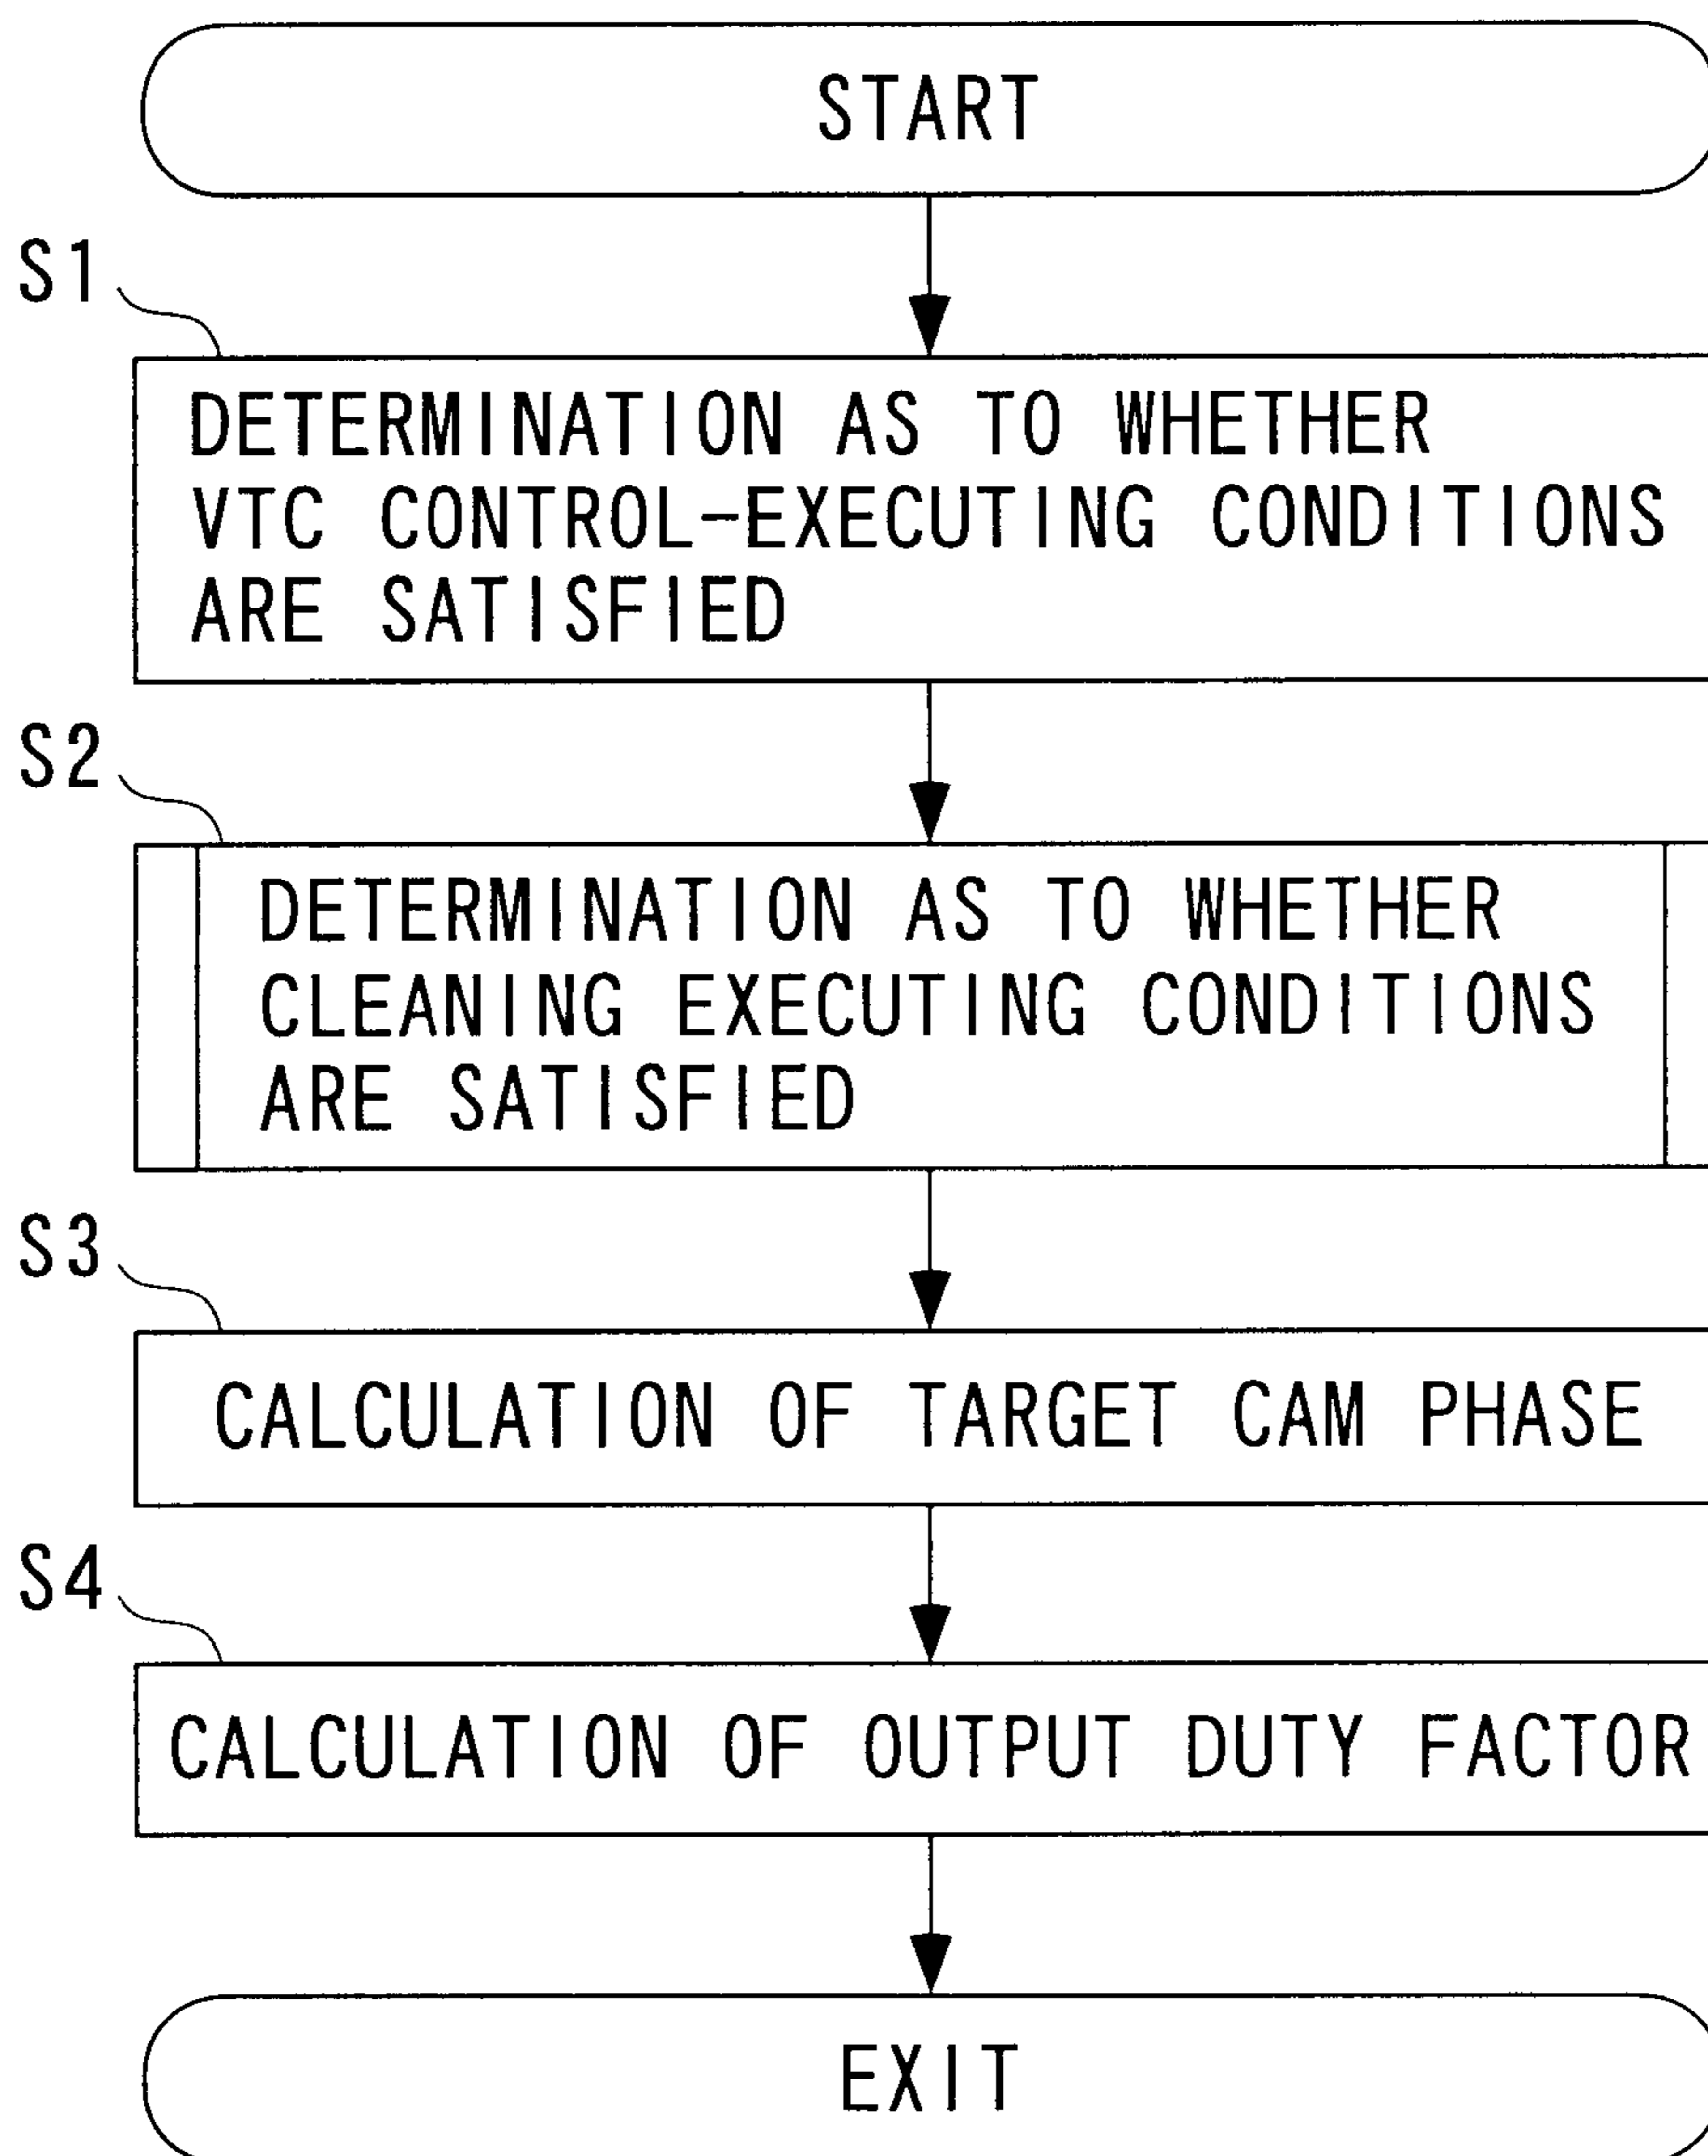 START
S1
DETERMINATION AS TO WHETHER
VTC CONTROL-EXECUTING CONDITIONS
ARE SATISFIED
S2
DETERMINATION AS TO WHETHER
CLEANING EXECUTING CONDITIONS
ARE SATISFIED
S3
CALCULATION OF TARGET CAM PHASE
S4
CALCULATION OF OUTPUT DUTY FACTOR
EXIT